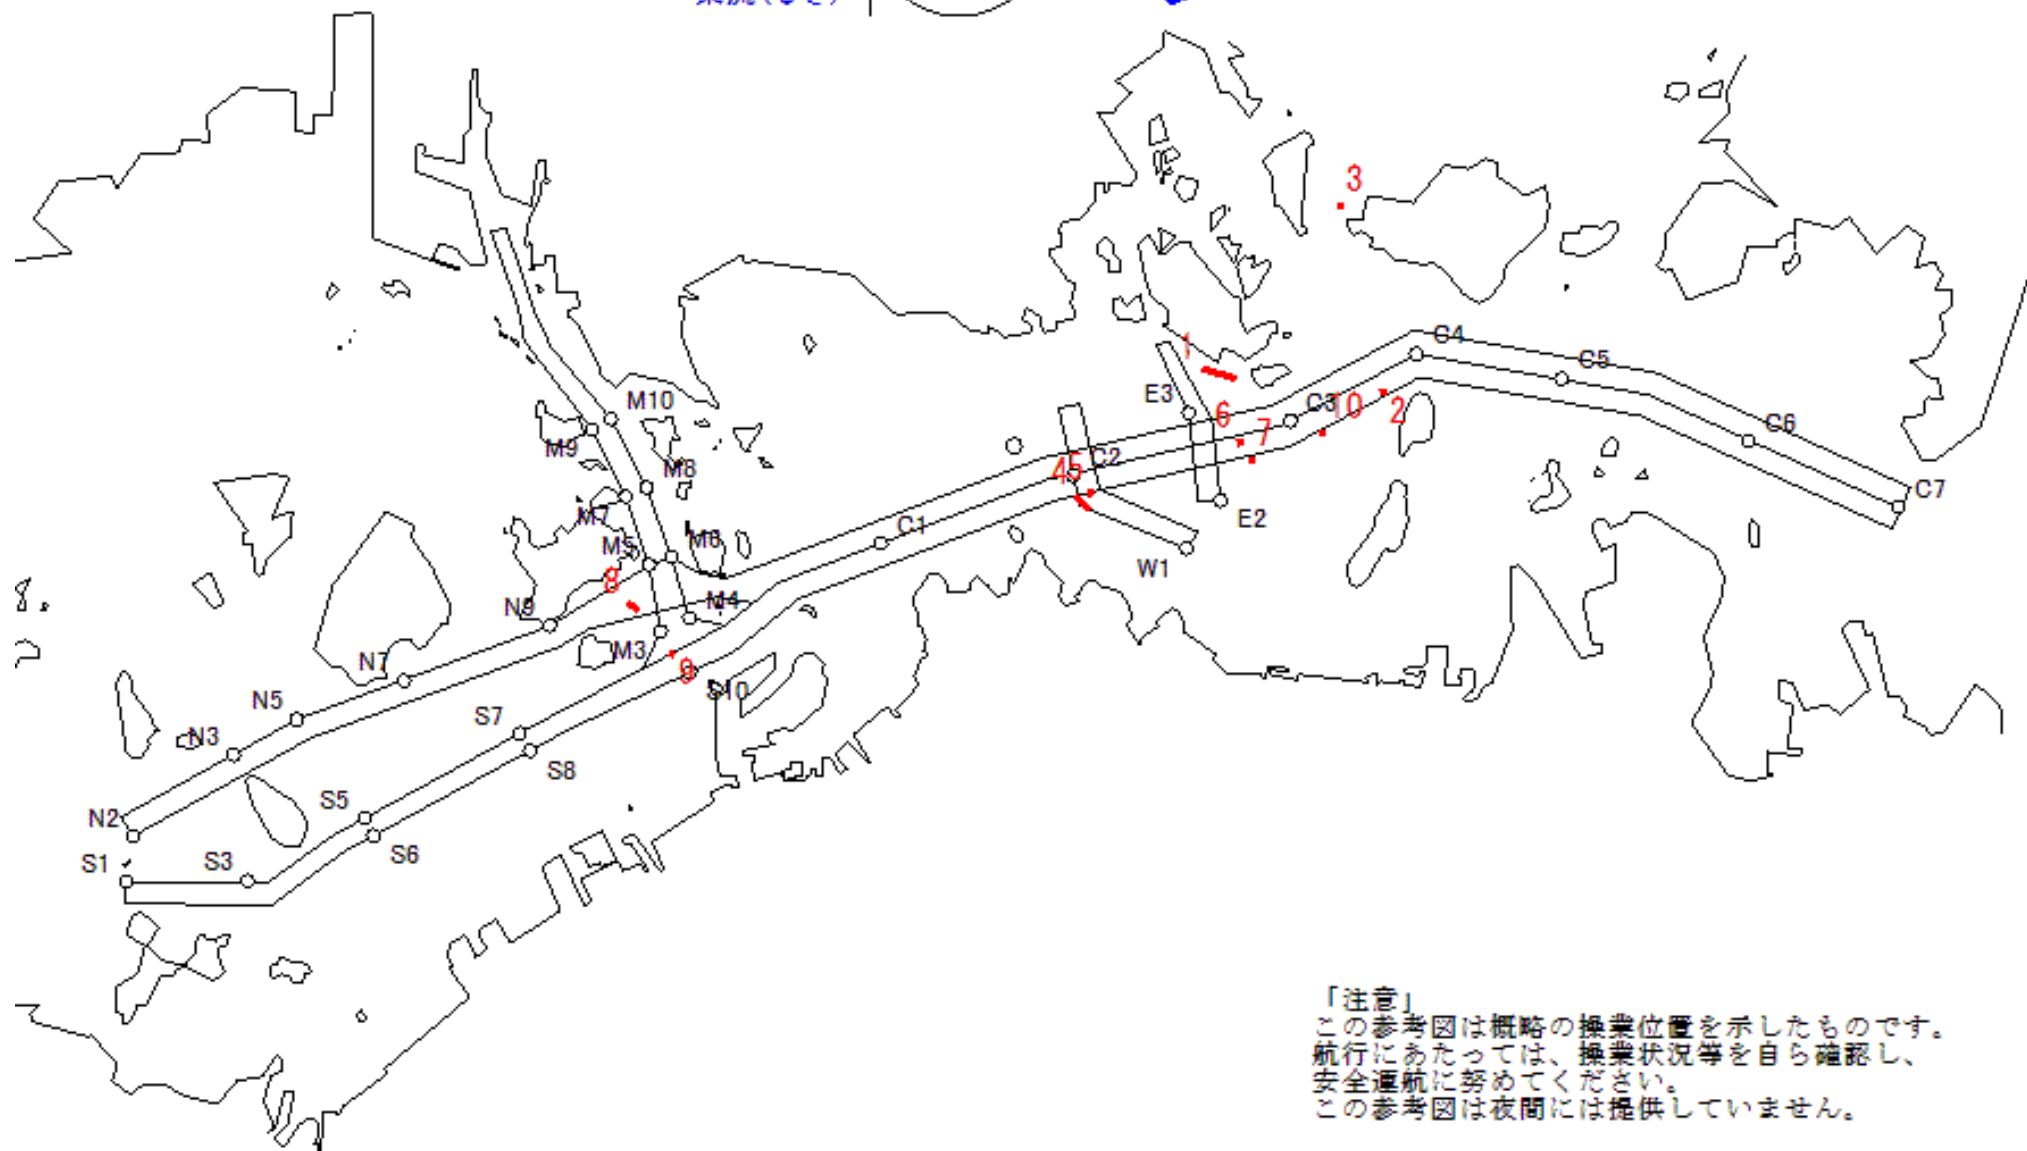 3
C4
1
C5
M10
E3
6
C3
10
2
7
C6
M9
M8
45
C2
C7
M7
E2
C1
M5
M6
W1
8
N9
M4
M3
N7
9
S10
N5
S7
N3
S8
S5
N2
S6
S1
S3
「注意」
この参考図は概略の操業位置を示したものです。
航行にあたっては、操業状況等を自ら確認し、
安全運航に努めてください。
この参考図は夜間には提供していません。